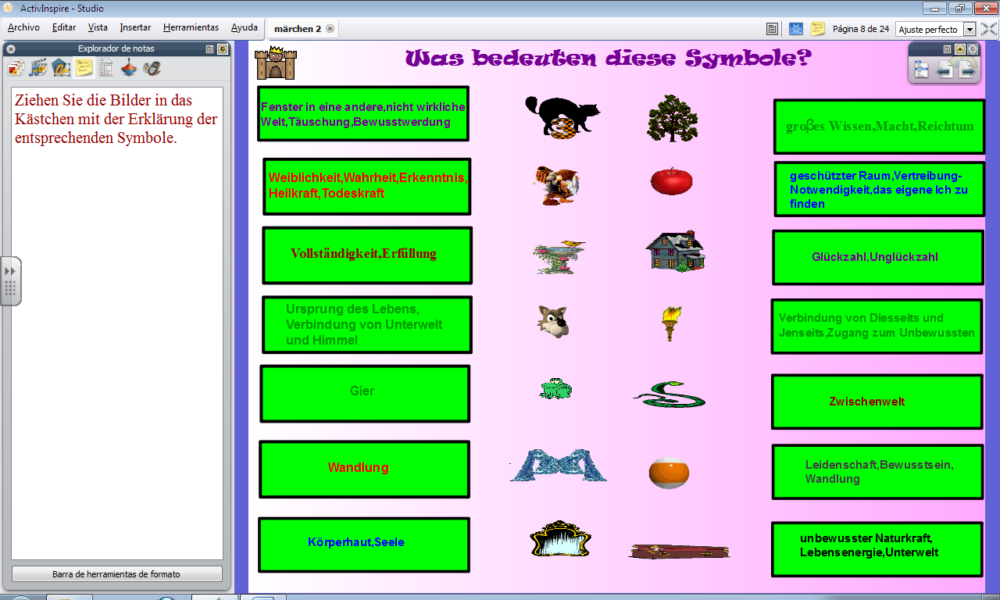 ActivInspire - Studio
Archivo Editar Vista Insertar Herramientas Ayuda
märchen 2
Página 8 de 24
Ajuste perfecto
Explorador de notas
Ziehen Sie die Bilder in das
Kästchen mit der Erklärung der
entsprechenden Symbole.
Barra de herramientas de formato
Was bedeuten diese Symbole?
Fenster in eine andere,nicht wirkliche
Welt,Täuschung,Bewusstwerdung
Weiblichkeit,Wahrheit,Erkenntnis,
Heilkraft,Todeskraft
Vollständigkeit,Erfüllung
Ursprung des Lebens,
Verbindung von Unterwelt
und Himmel
Gier
Wandlung
Körperhaut,Seele
großes Wissen,Macht,Reichtum
geschützter Raum,Vertreibung-
Notwendigkeit,das eigene Ich zu
finden
Glückzahl,Unglückzahl
Verbindung von Diesseits und
Jenseits,Zugang zum Unbewussten
Zwischenwelt
Leidenschaft,Bewusstsein,
Wandlung
unbewusster Naturkraft,
Lebensenergie,Unterwelt